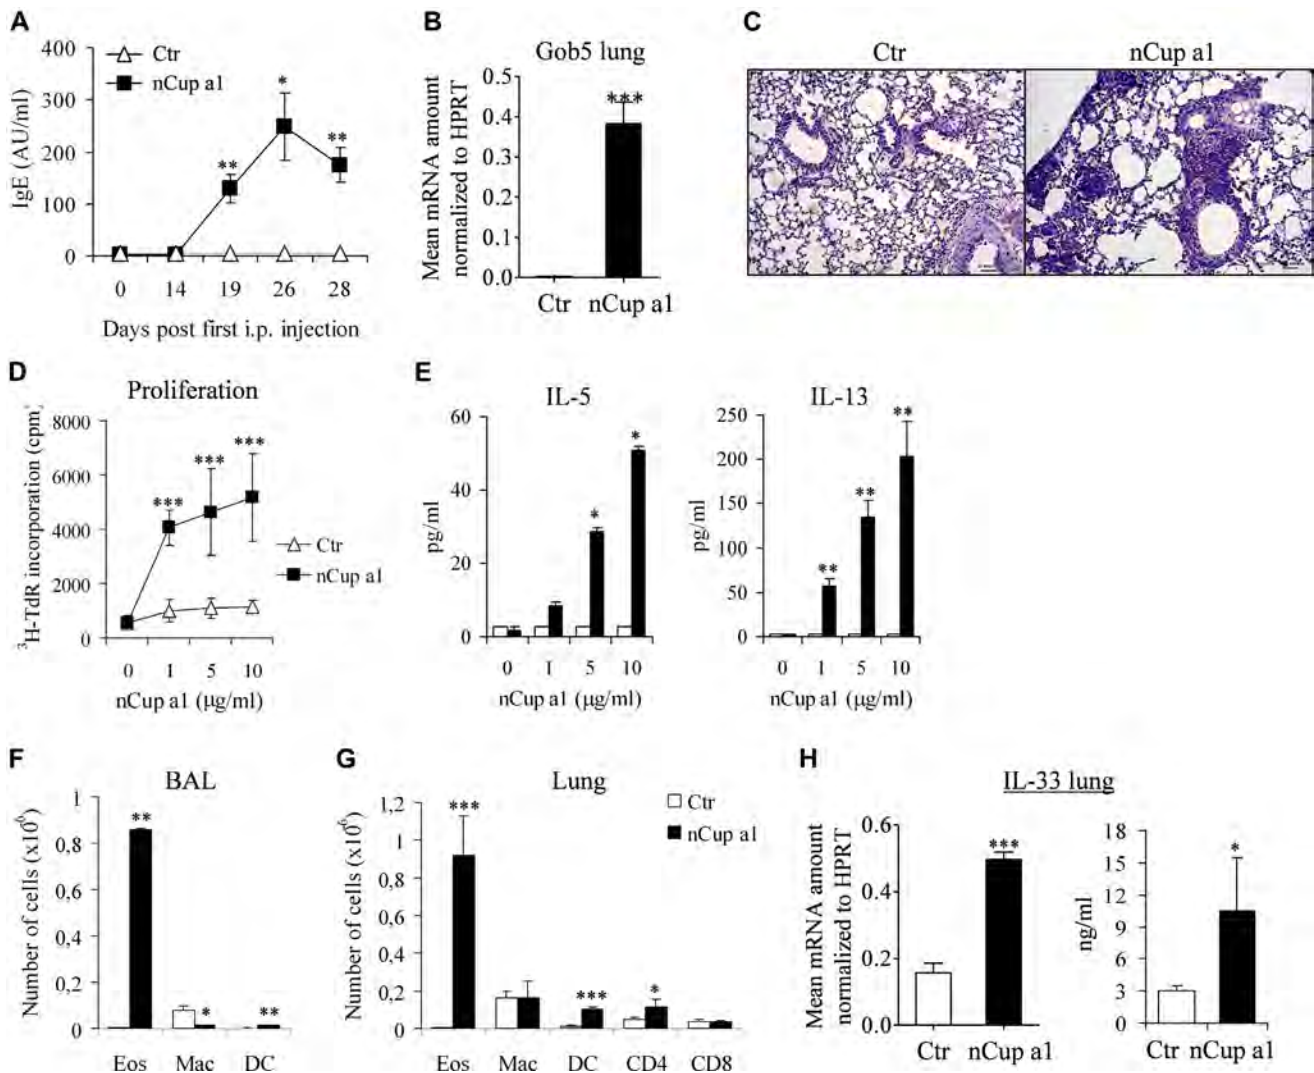 A
400
300
200
100
0
IgE (AU/ml)
Ctr
nCup a1
**
*
**
0 14 19 26 28
Days post first i.p. injection
B
Gob5 lung
Mean mRNA amount
normalized to HPRT
0.5
0.4
0.3
0.2
0.1
0.0
***
Ctr nCup a1
C
Ctr nCup a1
D
Proliferation
³H-TdR incorporation (cpm
8000
6000
4000
2000
0
*** *** ***
Ctr
nCup a1
0 1 5 10
nCup a1 (µg/ml)
E
IL-5
pg/ml
60
40
20
0
* *
0 1 5 10
nCup a1 (µg/ml)
IL-13
pg/ml
250
200
150
100
50
0
** ** **
0 1 5 10
nCup a1 (µg/ml)
F
BAL
Number of cells (x10⁶)
1
0.8
0.6
0.4
0.2
0
** * **
Eos Mac DC
G
Lung
Number of cells (x10⁶)
1,2
1
0.8
0.6
0.4
0.2
0
*** *** *
Ctr
nCup a1
Eos Mac DC CD4 CD8
H
IL-33 lung
Mean mRNA amount
normalized to HPRT
0.6
0.4
0.2
0.0
***
Ctr nCup a1
ng/ml
18
15
12
9
6
3
0
*
Ctr nCup a1